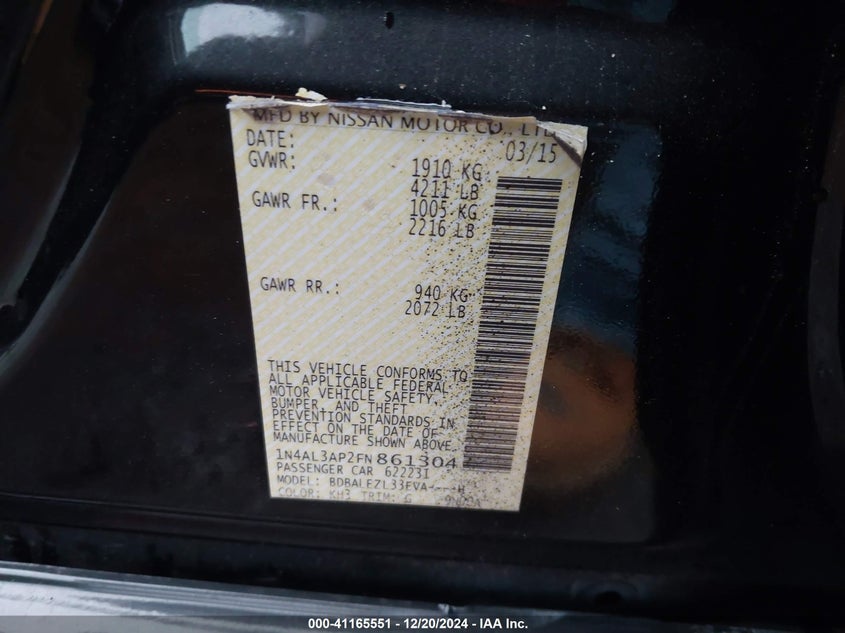 MFD BY NISSAN MOTOR CO., LTD
DATE: 03/15
GVWR: 1910 KG
4211 LB
GAWR FR.: 1005 KG
2216 LB
GAWR RR.: 940 KG
2072 LB
THIS VEHICLE CONFORMS TO
ALL APPLICABLE FEDERAL
MOTOR VEHICLE SAFETY,
BUMPER, AND THEFT
PREVENTION STANDARDS IN
EFFECT ON THE DATE OF
MANUFACTURE SHOWN ABOVE.
1N4AL3AP2FN861304
PASSENGER CAR 622231
MODEL:
COLOR: KH3 TRIM: G
000-41165551 - 12/20/2024 - IAA Inc.